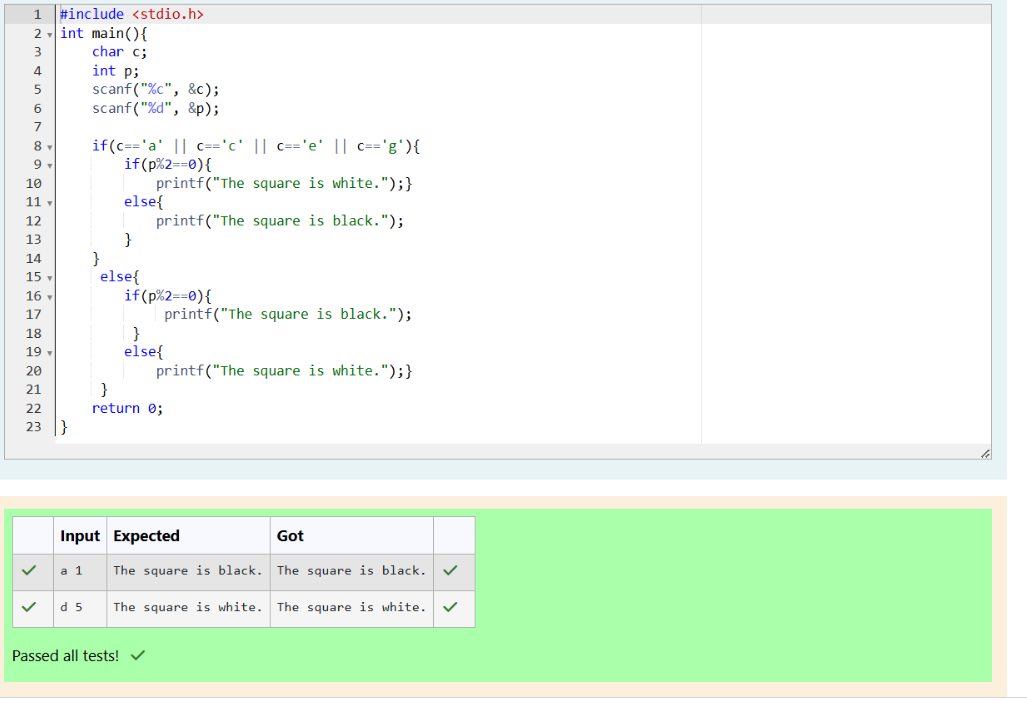 1 #include <stdio.h>
2 int main(){
3     char c;
4     int p;
5     scanf("%c", &c);
6     scanf("%d", &p);
7
8     if(c=='a' || c=='c' || c=='e' || c=='g'){
9         if(p%2==0){
10             printf("The square is white.");}
11         else{
12             printf("The square is black.");
13         }
14     }
15      else{
16         if(p%2==0){
17              printf("The square is black.");
18          }
19         else{
20             printf("The square is white.");}
21      }
22     return 0;
23 }
Input Expected Got
a 1 The square is black. The square is black.
d 5 The square is white. The square is white.
Passed all tests!